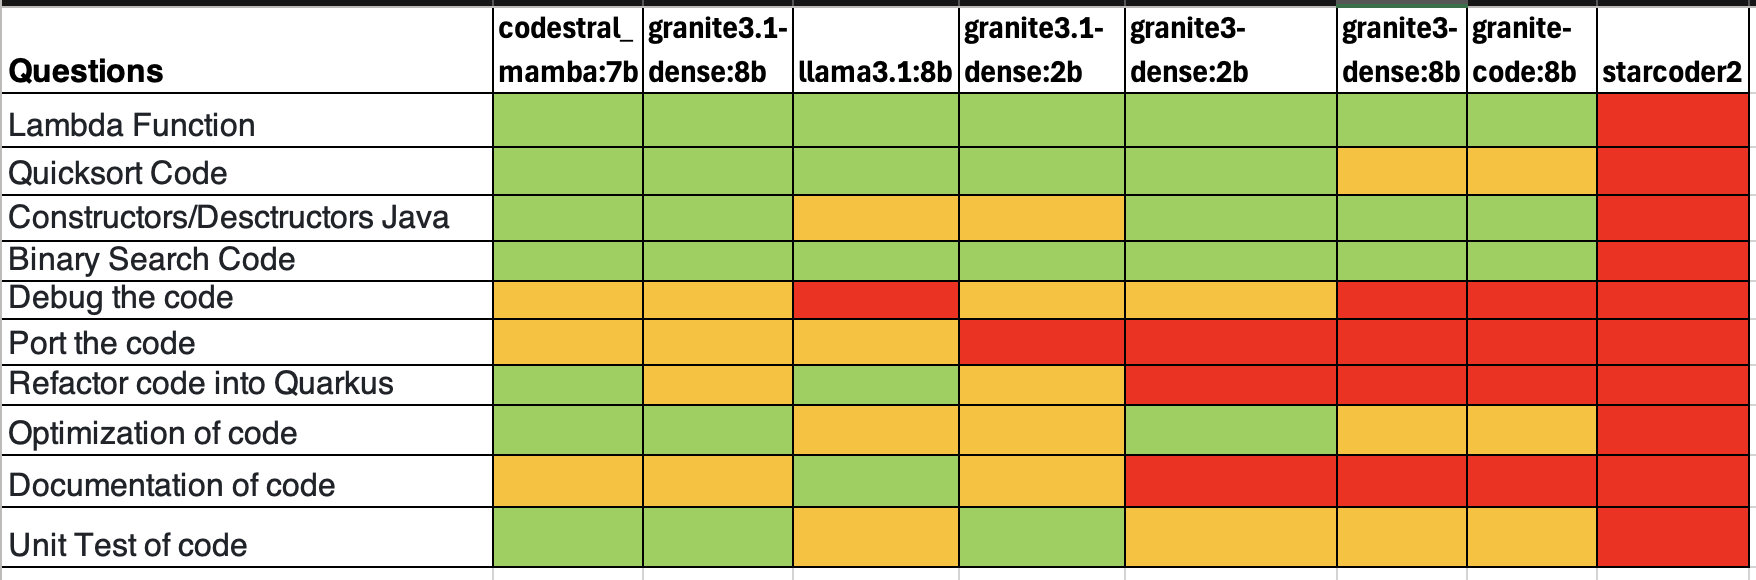 Questions codestral_mamba:7b granite3.1-dense:8b llama3.1:8b granite3.1-dense:2b granite3-dense:2b granite3-dense:8b granite-code:8b starcoder2
Lambda Function
Quicksort Code
Constructors/Desctructors Java
Binary Search Code
Debug the code
Port the code
Refactor code into Quarkus
Optimization of code
Documentation of code
Unit Test of code